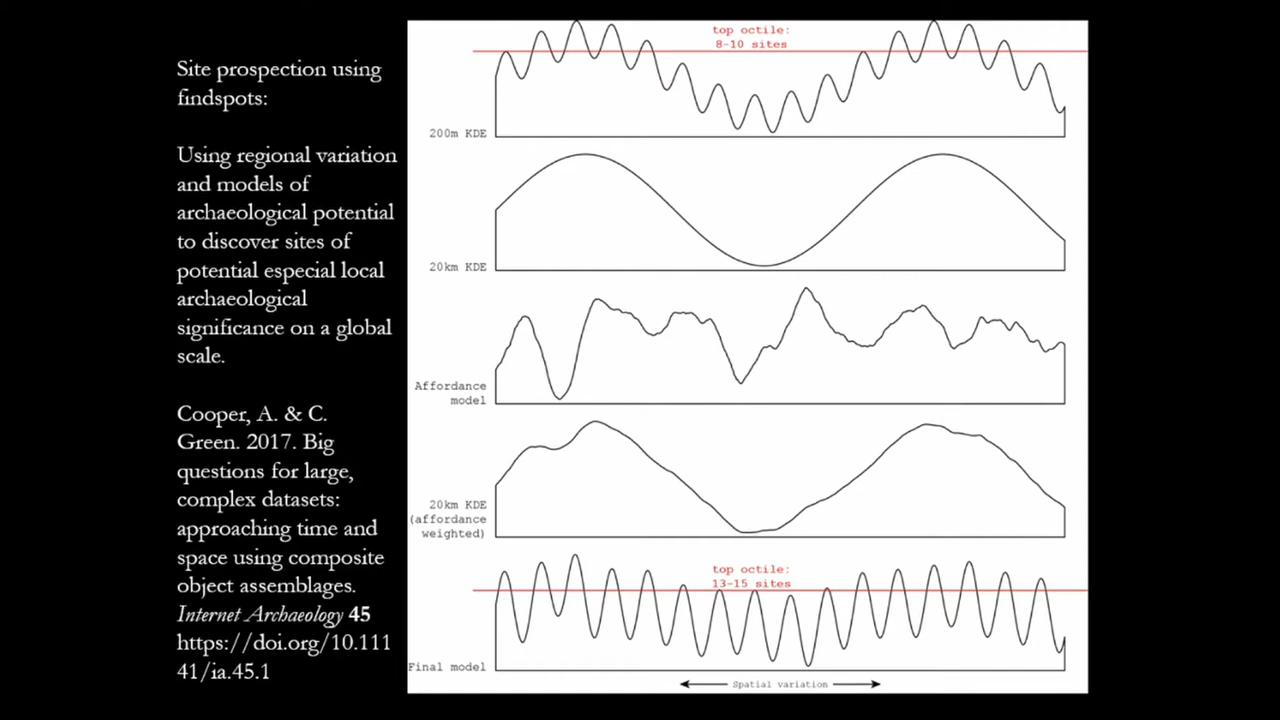 Site prospection using
findspots:
Using regional variation
and models of
archaeological potential
to discover sites of
potential especial local
archaeological
significance on a global
scale.
Cooper, A. & C.
Green. 2017. Big
questions for large,
complex datasets:
approaching time and
space using composite
object assemblages.
Internet Archaeology 45
https://doi.org/10.111
41/ia.45.1
top octile:
8-10 sites
200m KDE
20km KDE
Affordance
model
20km KDE
(affordance
weighted)
top octile:
13-15 sites
Final model
Spatial variation